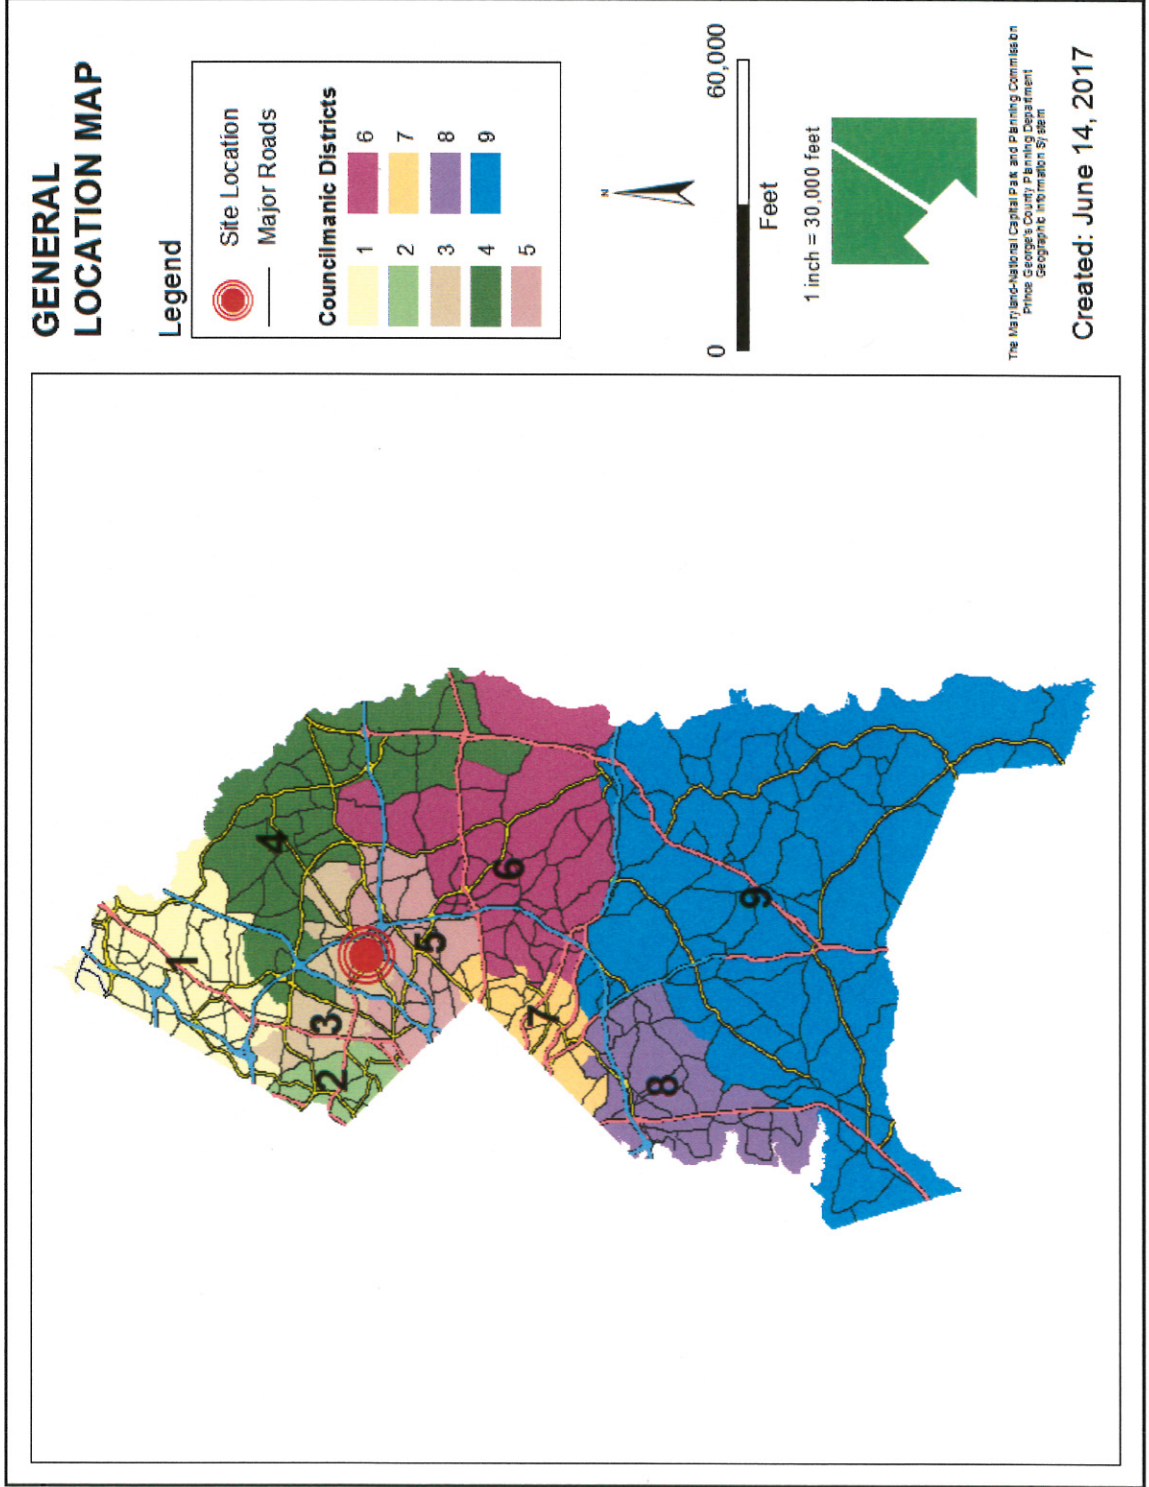 GENERAL
LOCATION MAP
Legend
Site Location
Major Roads
Councilmanic Districts
1
2
3
4
5
6
7
8
9
N
0
60,000
Feet
1 inch = 30,000 feet
The Maryland-National Capital Park and Planning Commission
Prince George's County Planning Department
Geographic Information System
Created: June 14, 2017
1
2
3
4
5
6
7
8
9